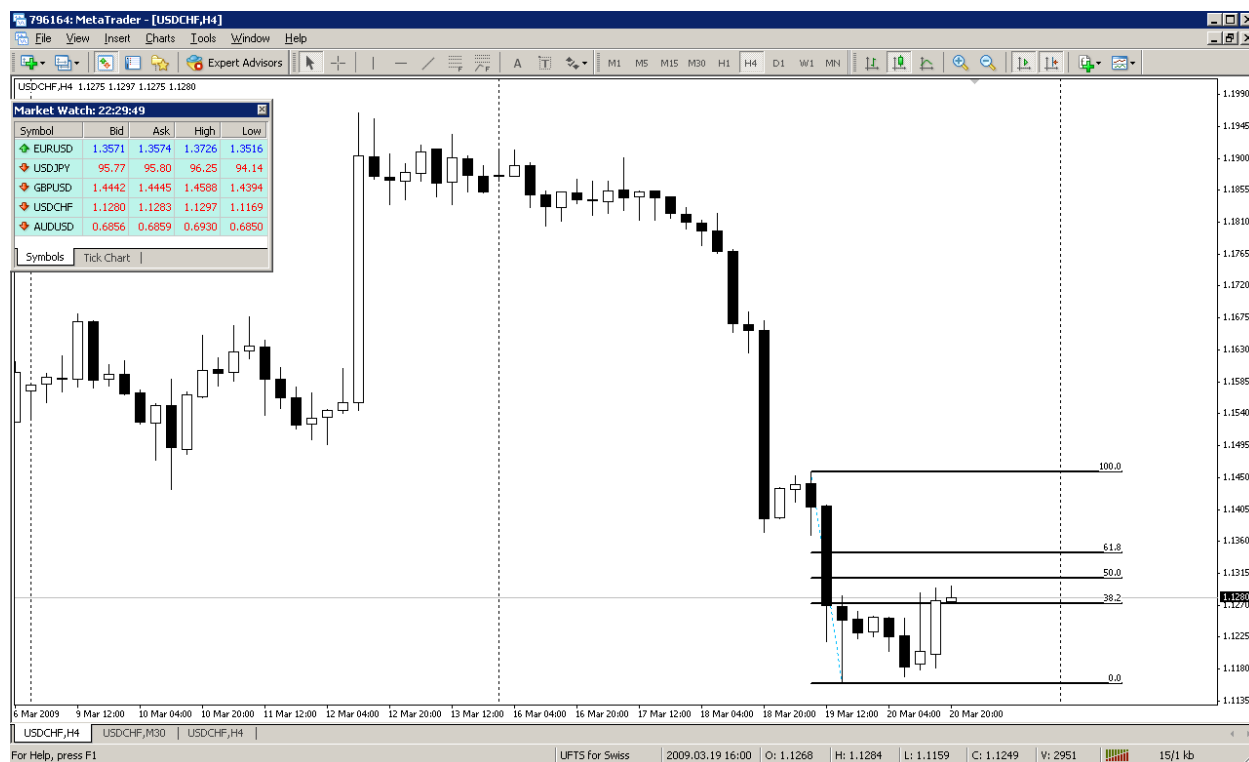 796164: MetaTrader - [USDCHF,H4]
File View Insert Charts Tools Window Help
Expert Advisors A T M1 M5 M15 M30 H1 H4 D1 W1 MN
USDCHF,H4 1.1275 1.1297 1.1275 1.1280
Market Watch: 22:29:49
Symbol Bid Ask High Low
EURUSD 1.3571 1.3574 1.3726 1.3516
USDJPY 95.77 95.80 96.25 94.14
GBPUSD 1.4442 1.4445 1.4588 1.4394
USDCHF 1.1280 1.1283 1.1297 1.1169
AUDUSD 0.6856 0.6859 0.6930 0.6850
Symbols Tick Chart
1.1990
1.1945
1.1900
1.1855
1.1810
1.1765
1.1720
1.1675
1.1630
1.1585
1.1540
1.1495
100.0
1.1450
1.1405
1.1360
61.8
1.1315
50.0
1.1280
38.2
1.1270
1.1225
1.1180
0.0
1.1135
6 Mar 2009 9 Mar 12:00 10 Mar 04:00 10 Mar 20:00 11 Mar 12:00 12 Mar 04:00 12 Mar 20:00 13 Mar 12:00 16 Mar 04:00 16 Mar 20:00 17 Mar 12:00 18 Mar 04:00 18 Mar 20:00 19 Mar 12:00 20 Mar 04:00 20 Mar 20:00
USDCHF,H4 USDCHF,M30 USDCHF,H4
For Help, press F1 UFTS for Swiss 2009.03.19 16:00 O: 1.1268 H: 1.1284 L: 1.1159 C: 1.1249 V: 2951 15/1 kb